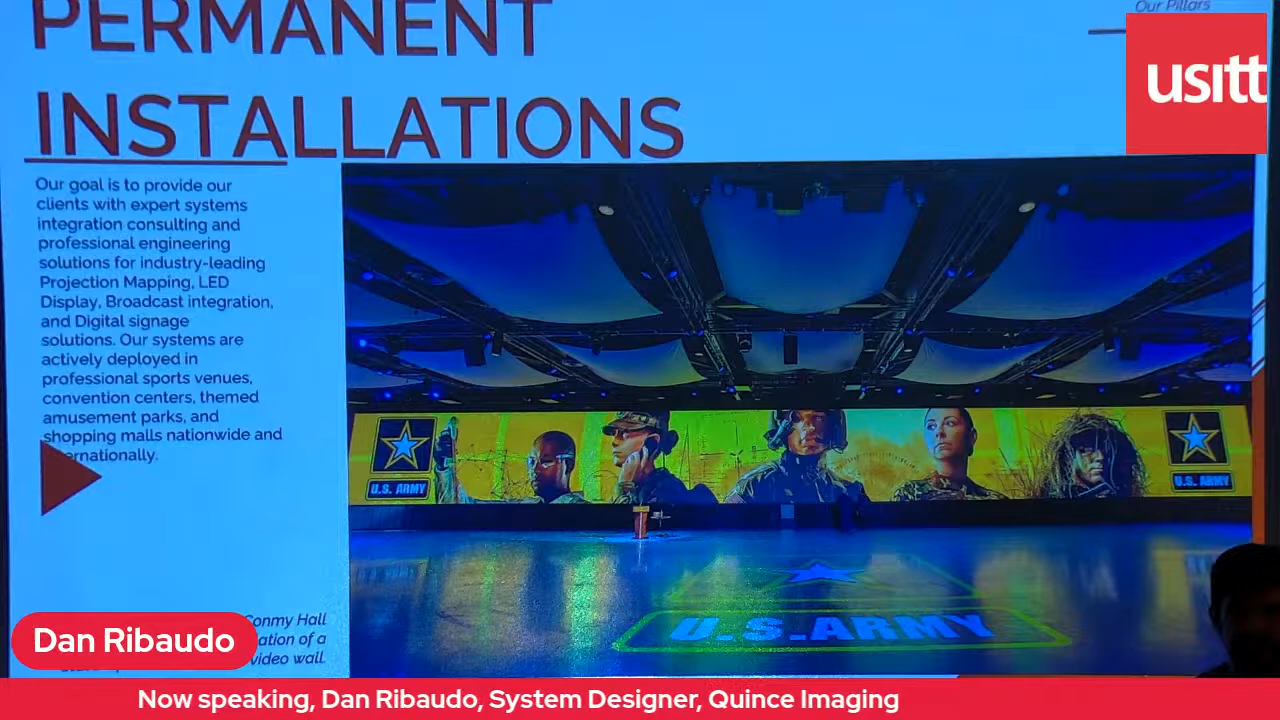 Our Pillars
PERMANENT
INSTALLATIONS
usitt
Our goal is to provide our
clients with expert systems
integration consulting and
professional engineering
solutions for industry-leading
Projection Mapping, LED
Display, Broadcast integration,
and Digital signage
solutions. Our systems are
actively deployed in
professional sports venues,
convention centers, themed
amusement parks, and
shopping malls nationwide and
ernationally.
U.S. ARMY
U.S. ARMY
U.S. ARMY
Conmy Hall
ation of a
video wall.
Dan Ribaudo
Now speaking, Dan Ribaudo, System Designer, Quince Imaging